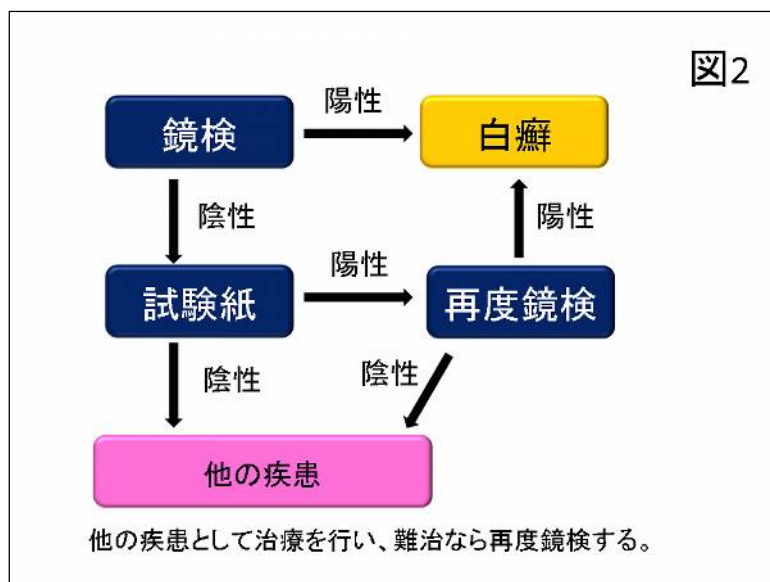 図2
陽性
鏡検
白癬
陰性
陽性
陽性
試験紙
再度鏡検
陰性
陰性
他の疾患
他の疾患として治療を行い、難治なら再度鏡検する。